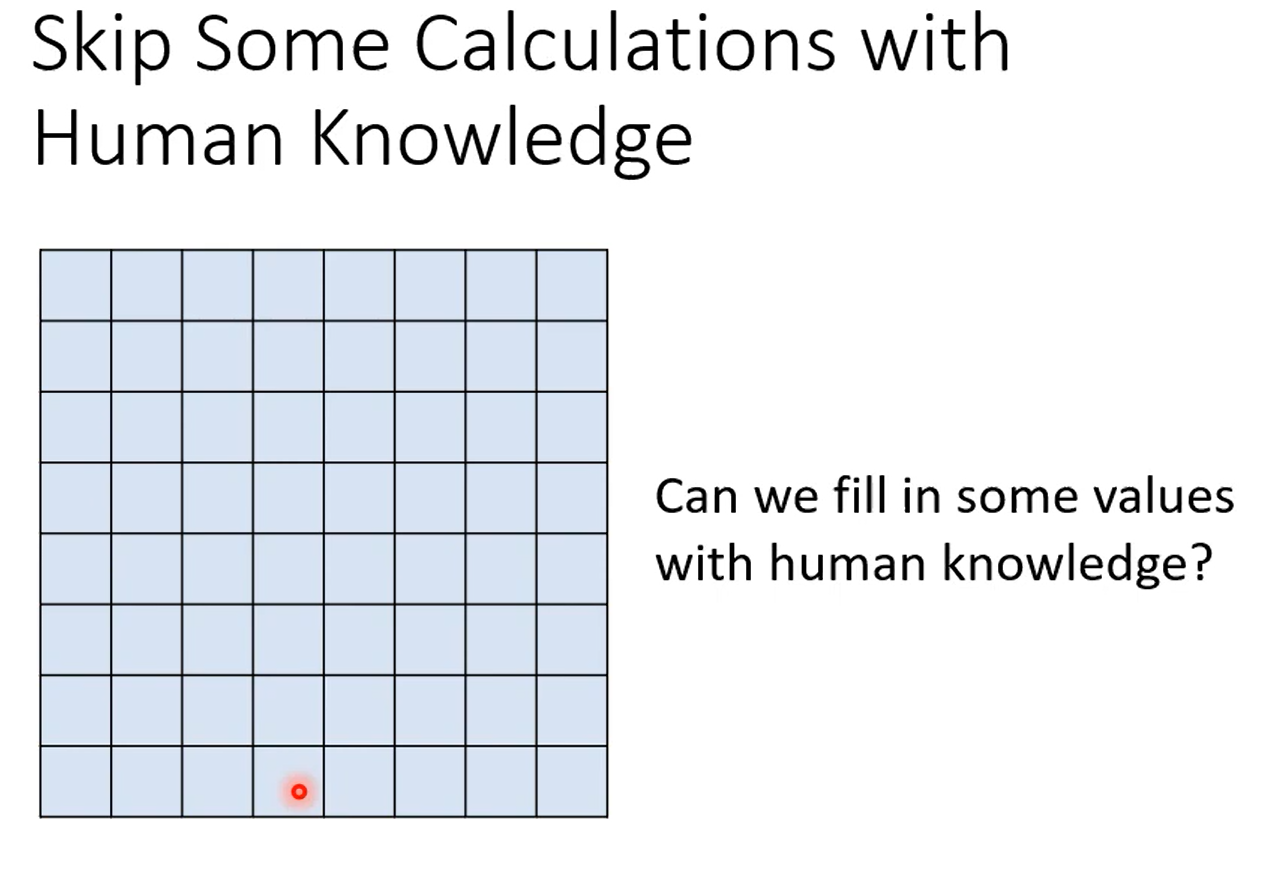 Skip Some Calculations with
Human Knowledge
Can we fill in some values
with human knowledge?